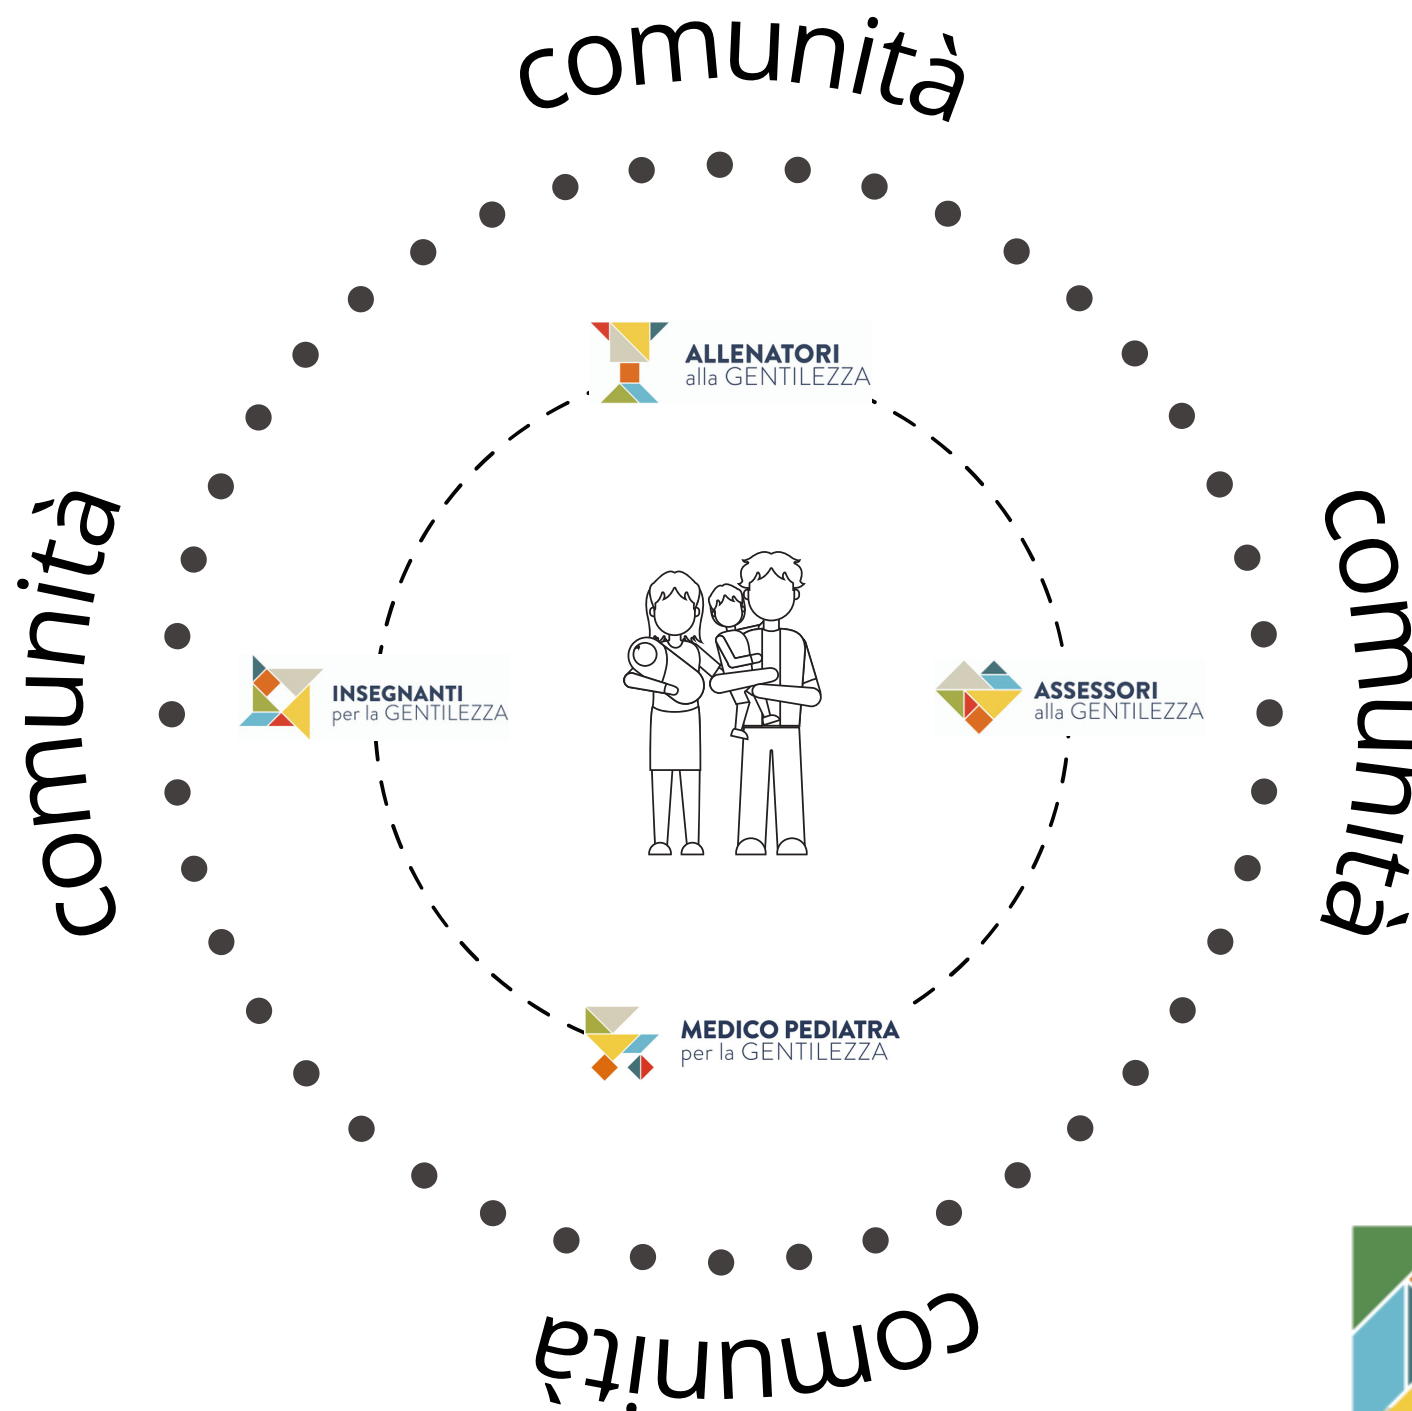 comunità
ALLENATORI
alla GENTILEZZA
comunità
comunità
INSEGNANTI
per la GENTILEZZA
ASSESSORI
alla GENTILEZZA
MEDICO PEDIATRA
per la GENTILEZZA
comunità